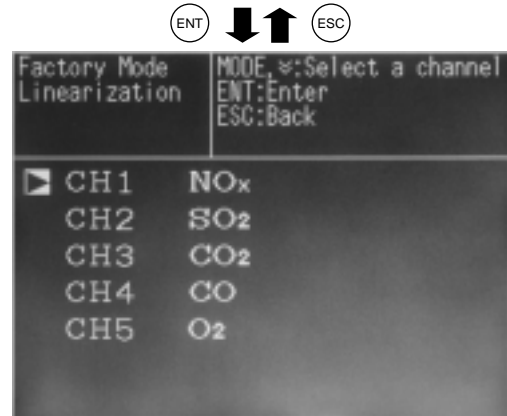 ENT ESC
Factory Mode
Linearization
MODE,※:Select a channel
ENT:Enter
ESC:Back
CH1 NOx
CH2 SO2
CH3 CO2
CH4 CO
CH5 O2